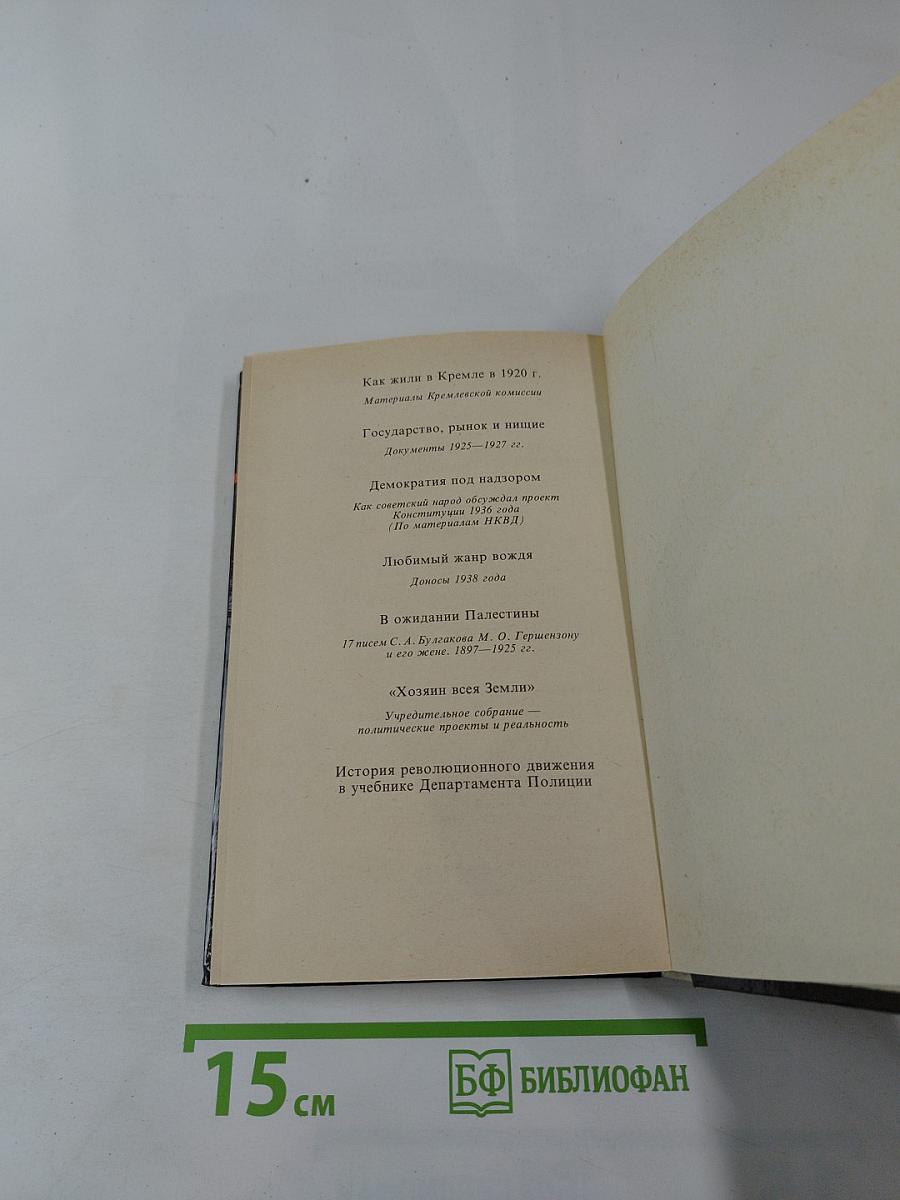 Как жили в Кремле в 1920 г.
Материалы Кремлевской комиссии
Государство, рынок и нищие
Документы 1925—1927 гг.
Демократия под надзором
Как советский народ обсуждал проект
Конституции 1936 года
(По материалам НКВД)
Любимый жанр вождя
Доносы 1938 года
В ожидании Палестины
17 писем С. А. Булгакова М. О. Гершензону
и его жене. 1897—1925 гг.
«Хозяин всея Земли»
Учредительное собрание —
политические проекты и реальность
История революционного движения
в учебнике Департамента Полиции
15 см
БФ БИБЛИОФАН